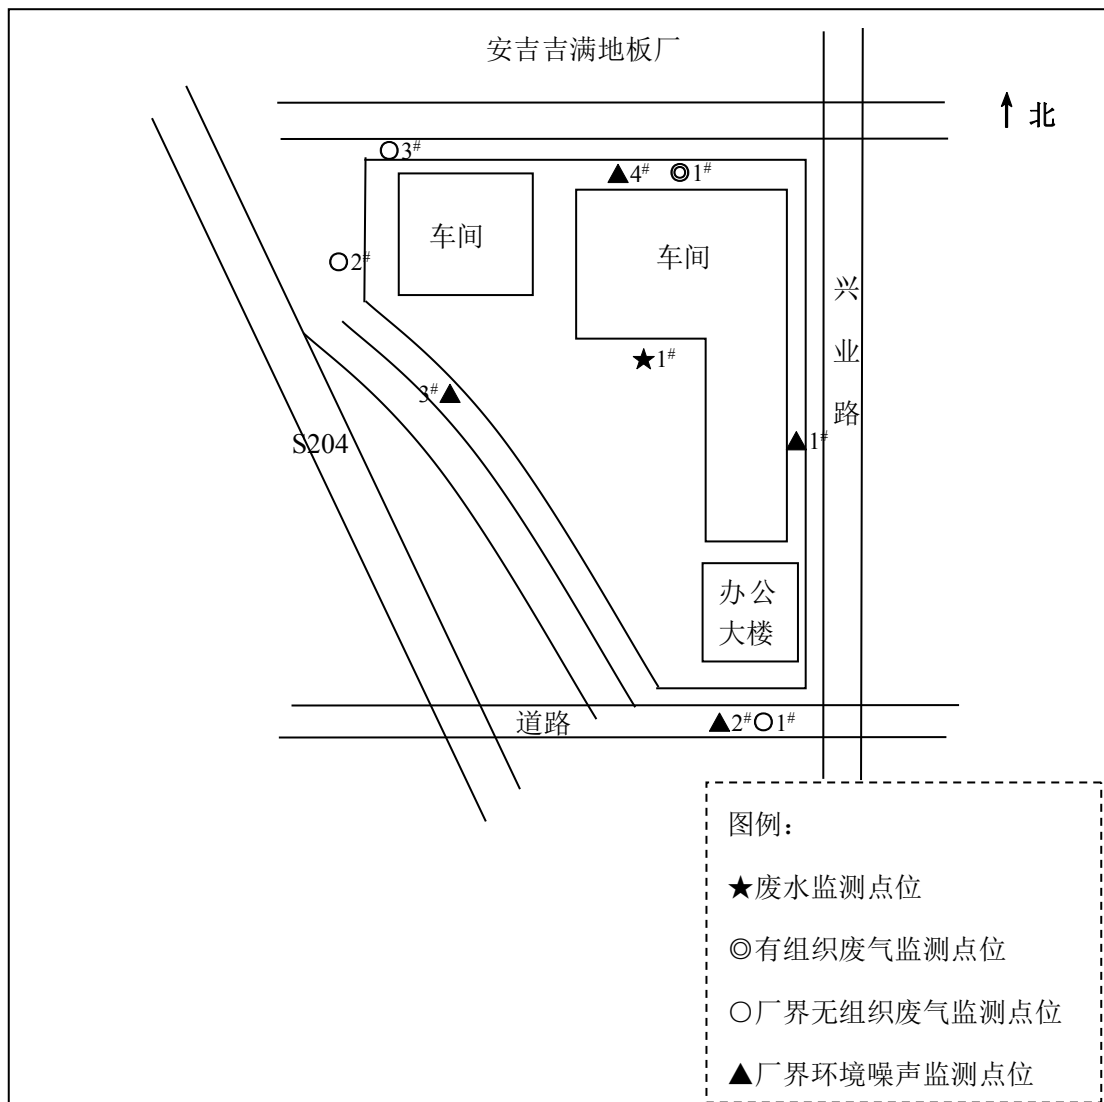 安吉吉满地板厂
北
○3#
▲4#
◎1#
车间
车间
○2#
兴业路
★1#
3#▲
S204
▲1#
办公
大楼
道路
▲2#○1#
图例：
★废水监测点位
◎有组织废气监测点位
○厂界无组织废气监测点位
▲厂界环境噪声监测点位